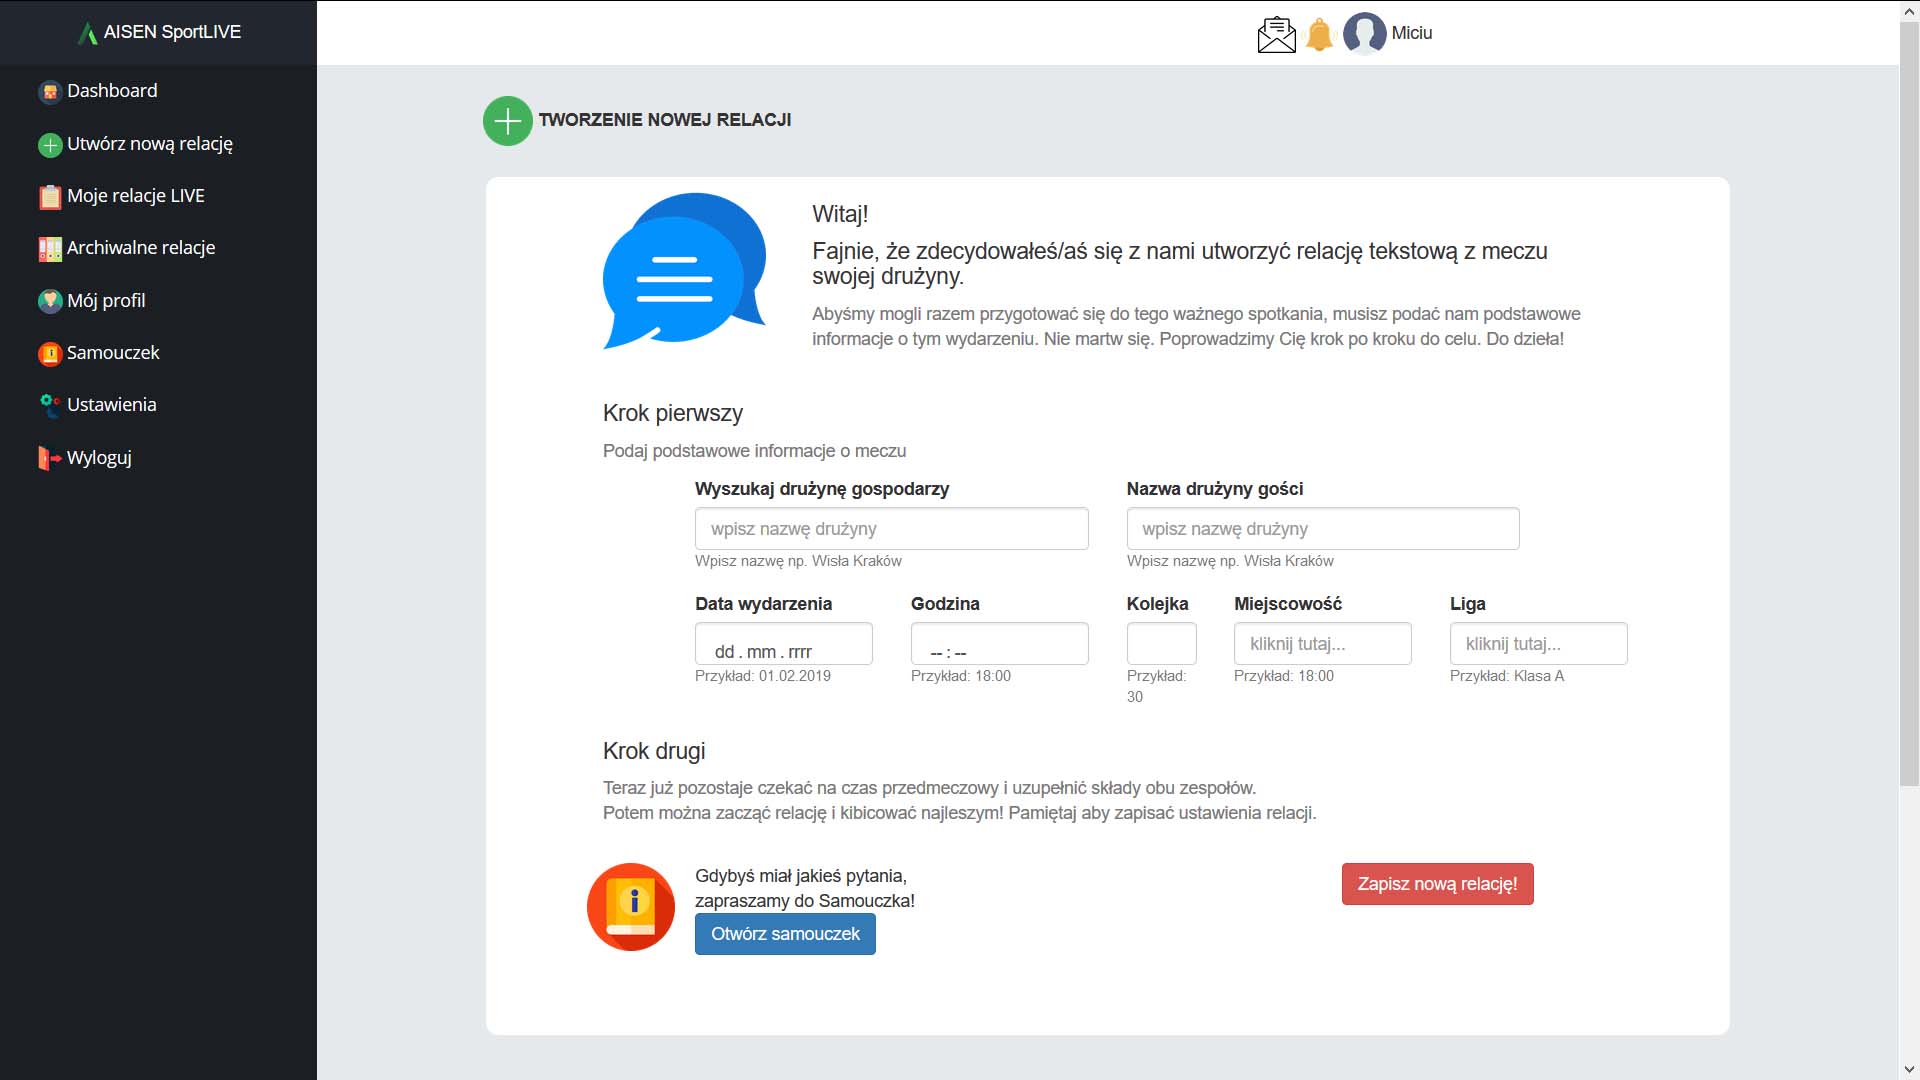 AISEN SportLIVE
Miciu
Dashboard
Utwórz nową relację
Moje relacje LIVE
Archiwalne relacje
Mój profil
Samouczek
Ustawienia
Wyloguj
TWORZENIE NOWEJ RELACJI
Witaj!
Fajnie, że zdecydowałeś/aś się z nami utworzyć relację tekstową z meczu
swojej drużyny.
Abyśmy mogli razem przygotować się do tego ważnego spotkania, musisz podać nam podstawowe
informacje o tym wydarzeniu. Nie martw się. Poprowadzimy Cię krok po kroku do celu. Do dzieła!
Krok pierwszy
Podaj podstawowe informacje o meczu
Wyszukaj drużynę gospodarzy
wpisz nazwę drużyny
Wpisz nazwę np. Wisła Kraków
Nazwa drużyny gości
wpisz nazwę drużyny
Wpisz nazwę np. Wisła Kraków
Data wydarzenia
dd . mm . rrrr
Przykład: 01.02.2019
Godzina
-- : --
Przykład: 18:00
Kolejka
Przykład:
30
Miejscowość
kliknij tutaj...
Przykład: 18:00
Liga
kliknij tutaj...
Przykład: Klasa A
Krok drugi
Teraz już pozostaje czekać na czas przedmeczowy i uzupełnić składy obu zespołów.
Potem można zacząć relację i kibicować najleszym! Pamiętaj aby zapisać ustawienia relacji.
Gdybyś miał jakieś pytania,
zapraszamy do Samouczka!
Otwórz samouczek
Zapisz nową relację!